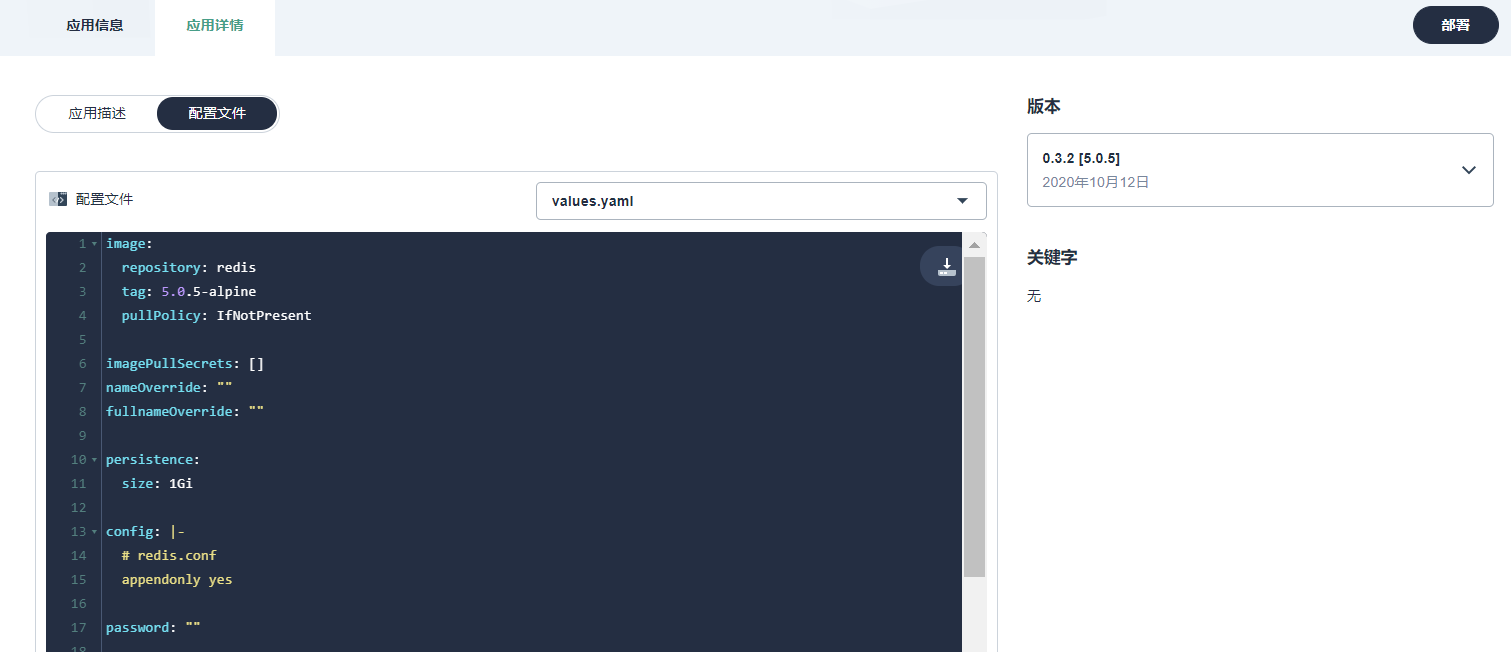 应用信息
应用详情
部署
应用描述
配置文件
配置文件
values.yaml
1 image:
2   repository: redis
3   tag: 5.0.5-alpine
4   pullPolicy: IfNotPresent
5
6 imagePullSecrets: []
7 nameOverride: ""
8 fullnameOverride: ""
9
10 persistence:
11   size: 1Gi
12
13 config: |-
14   # redis.conf
15   appendonly yes
16
17 password: ""
18
版本
0.3.2 [5.0.5]
2020年10月12日
关键字
无